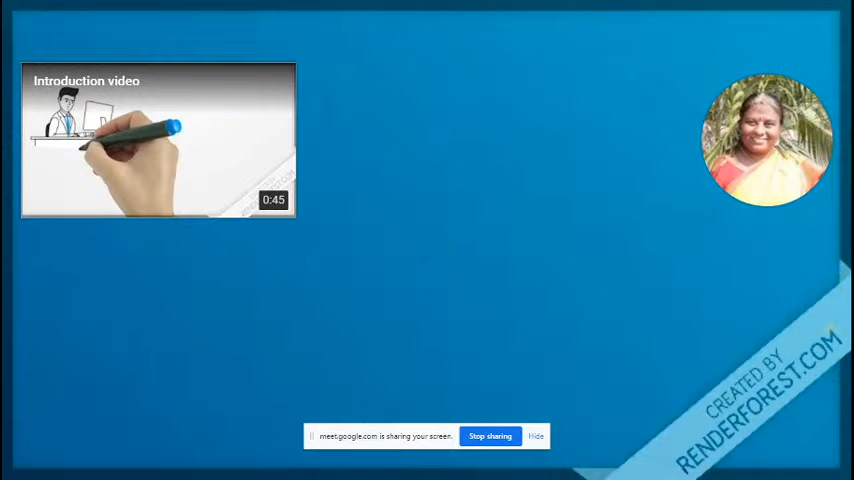 Introduction video
0:45
CREATED BY
RENDERFOREST.COM
meet.google.com is sharing your screen.
Stop sharing
Hide